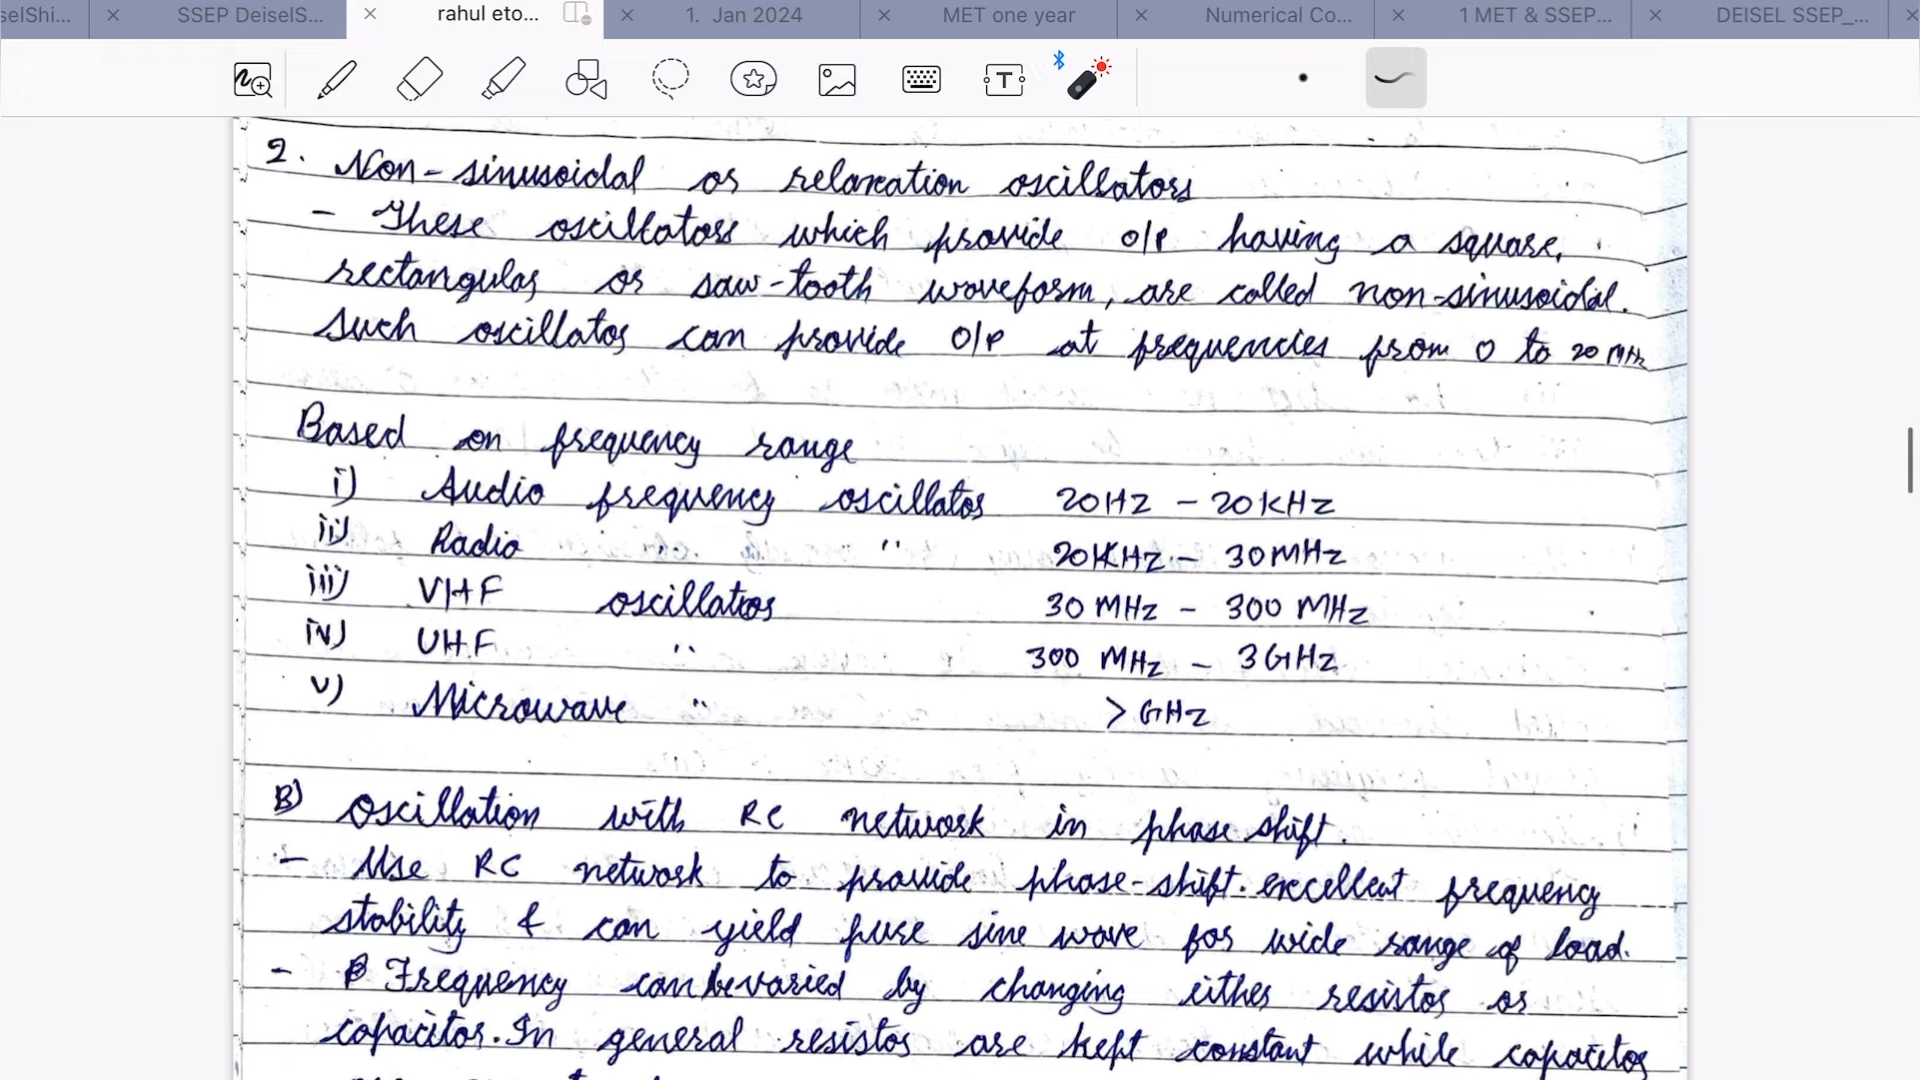 selShi...
SSEP DeiselS...
rahul eto...
1. Jan 2024
MET one year
Numerical Co...
1 MET & SSEP...
DEISEL SSEP_...
T
2. Non-sinusoidal or relaxation oscillators
- These oscillators which provide o/p having a square,
rectangular or saw-tooth waveform, are called non-sinusoidal.
Such oscillator can provide O/P at frequencies from 0 to 20 MHz
Based on frequency range
i) Audio frequency oscillator 20HZ - 20KHZ
ii) Radio " " 20KHZ - 30MHZ
iii) VHF oscillators 30 MHZ - 300 MHZ
iv) UHF " 300 MHZ - 3GHZ
v) Microwave " > GHZ
B) Oscillation with RC network in phase shift.
- Use RC network to provide phase-shift. excellent frequency
stability & can yield pure sine wave for wide range of load.
- Frequency can be varied by changing either resistor or
capacitor. In general resistor are kept constant while capacitor